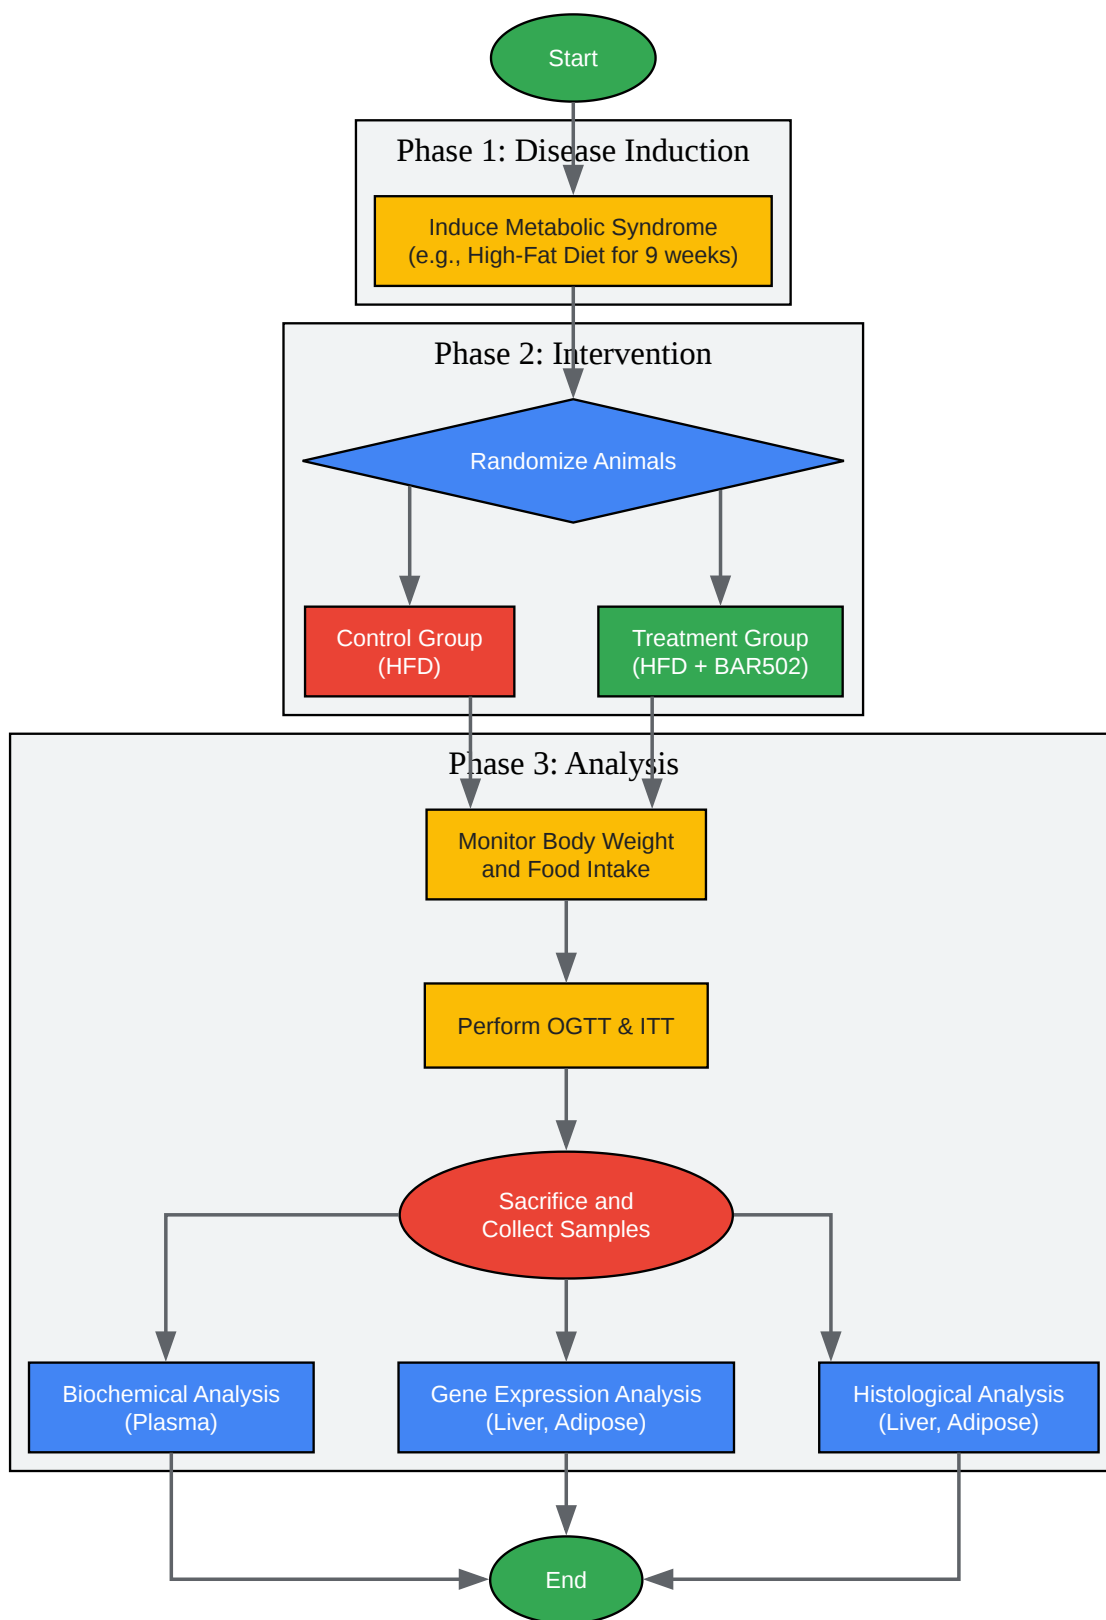 Start
Phase 1: Disease Induction
Induce Metabolic Syndrome
(e.g., High-Fat Diet for 9 weeks)
Phase 2: Intervention
Randomize Animals
Control Group
(HFD)
Treatment Group
(HFD + BAR502)
Phase 3: Analysis
Monitor Body Weight
and Food Intake
Perform OGTT & ITT
Sacrifice and
Collect Samples
Biochemical Analysis
(Plasma)
Gene Expression Analysis
(Liver, Adipose)
Histological Analysis
(Liver, Adipose)
End